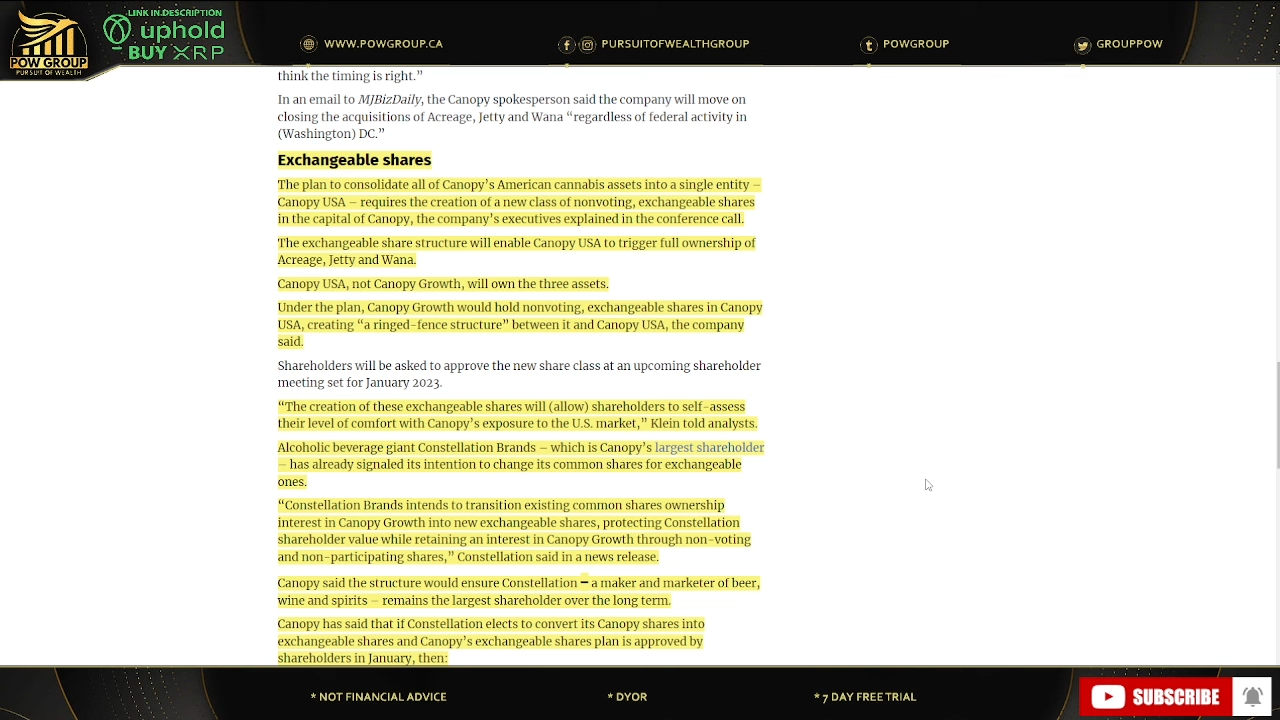 LINK IN DESCRIPTION
uphold
BUY XRP
POW GROUP
PURSUIT OF WEALTH
WWW.POWGROUP.CA
PURSUITOFWEALTHGROUP
POWGROUP
GROUPPOW
think the timing is right.”
In an email to MJBizDaily, the Canopy spokesperson said the company will move on
closing the acquisitions of Acreage, Jetty and Wana “regardless of federal activity in
(Washington) DC.”
Exchangeable shares
The plan to consolidate all of Canopy’s American cannabis assets into a single entity –
Canopy USA – requires the creation of a new class of nonvoting, exchangeable shares
in the capital of Canopy, the company’s executives explained in the conference call.
The exchangeable share structure will enable Canopy USA to trigger full ownership of
Acreage, Jetty and Wana.
Canopy USA, not Canopy Growth, will own the three assets.
Under the plan, Canopy Growth would hold nonvoting, exchangeable shares in Canopy
USA, creating “a ringed-fence structure” between it and Canopy USA, the company
said.
Shareholders will be asked to approve the new share class at an upcoming shareholder
meeting set for January 2023.
“The creation of these exchangeable shares will (allow) shareholders to self-assess
their level of comfort with Canopy’s exposure to the U.S. market,” Klein told analysts.
Alcoholic beverage giant Constellation Brands – which is Canopy’s largest shareholder
– has already signaled its intention to change its common shares for exchangeable
ones.
“Constellation Brands intends to transition existing common shares ownership
interest in Canopy Growth into new exchangeable shares, protecting Constellation
shareholder value while retaining an interest in Canopy Growth through non-voting
and non-participating shares,” Constellation said in a news release.
Canopy said the structure would ensure Constellation – a maker and marketer of beer,
wine and spirits – remains the largest shareholder over the long term.
Canopy has said that if Constellation elects to convert its Canopy shares into
exchangeable shares and Canopy’s exchangeable shares plan is approved by
shareholders in January, then:
* NOT FINANCIAL ADVICE
* DYOR
* 7 DAY FREE TRIAL
SUBSCRIBE